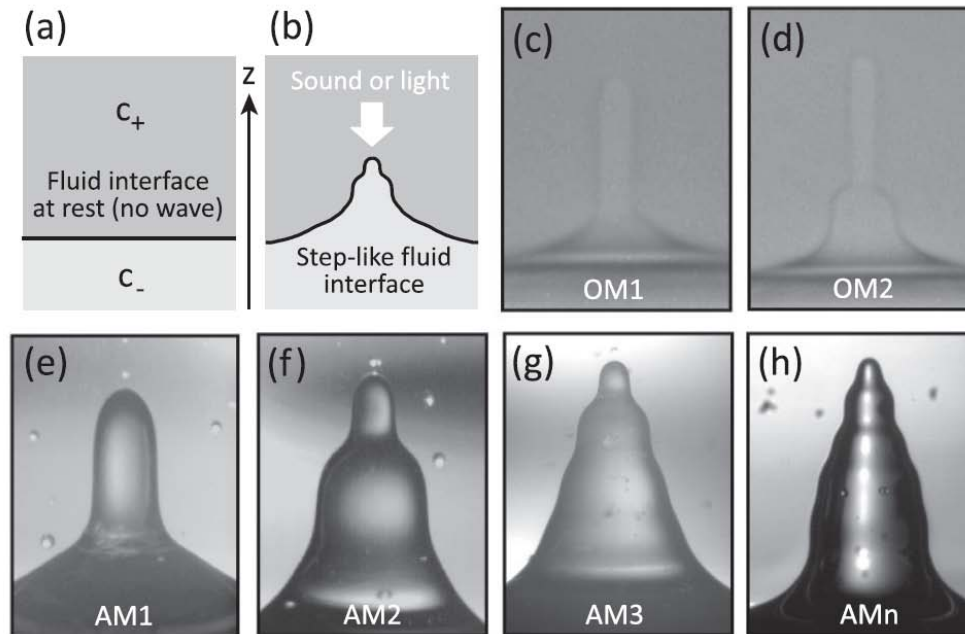 (a)
c+
Fluid interface
at rest (no wave)
c-
z
(b)
Sound or light
Step-like fluid
interface
(c)
OM1
(d)
OM2
(e)
AM1
(f)
AM2
(g)
AM3
(h)
AMn